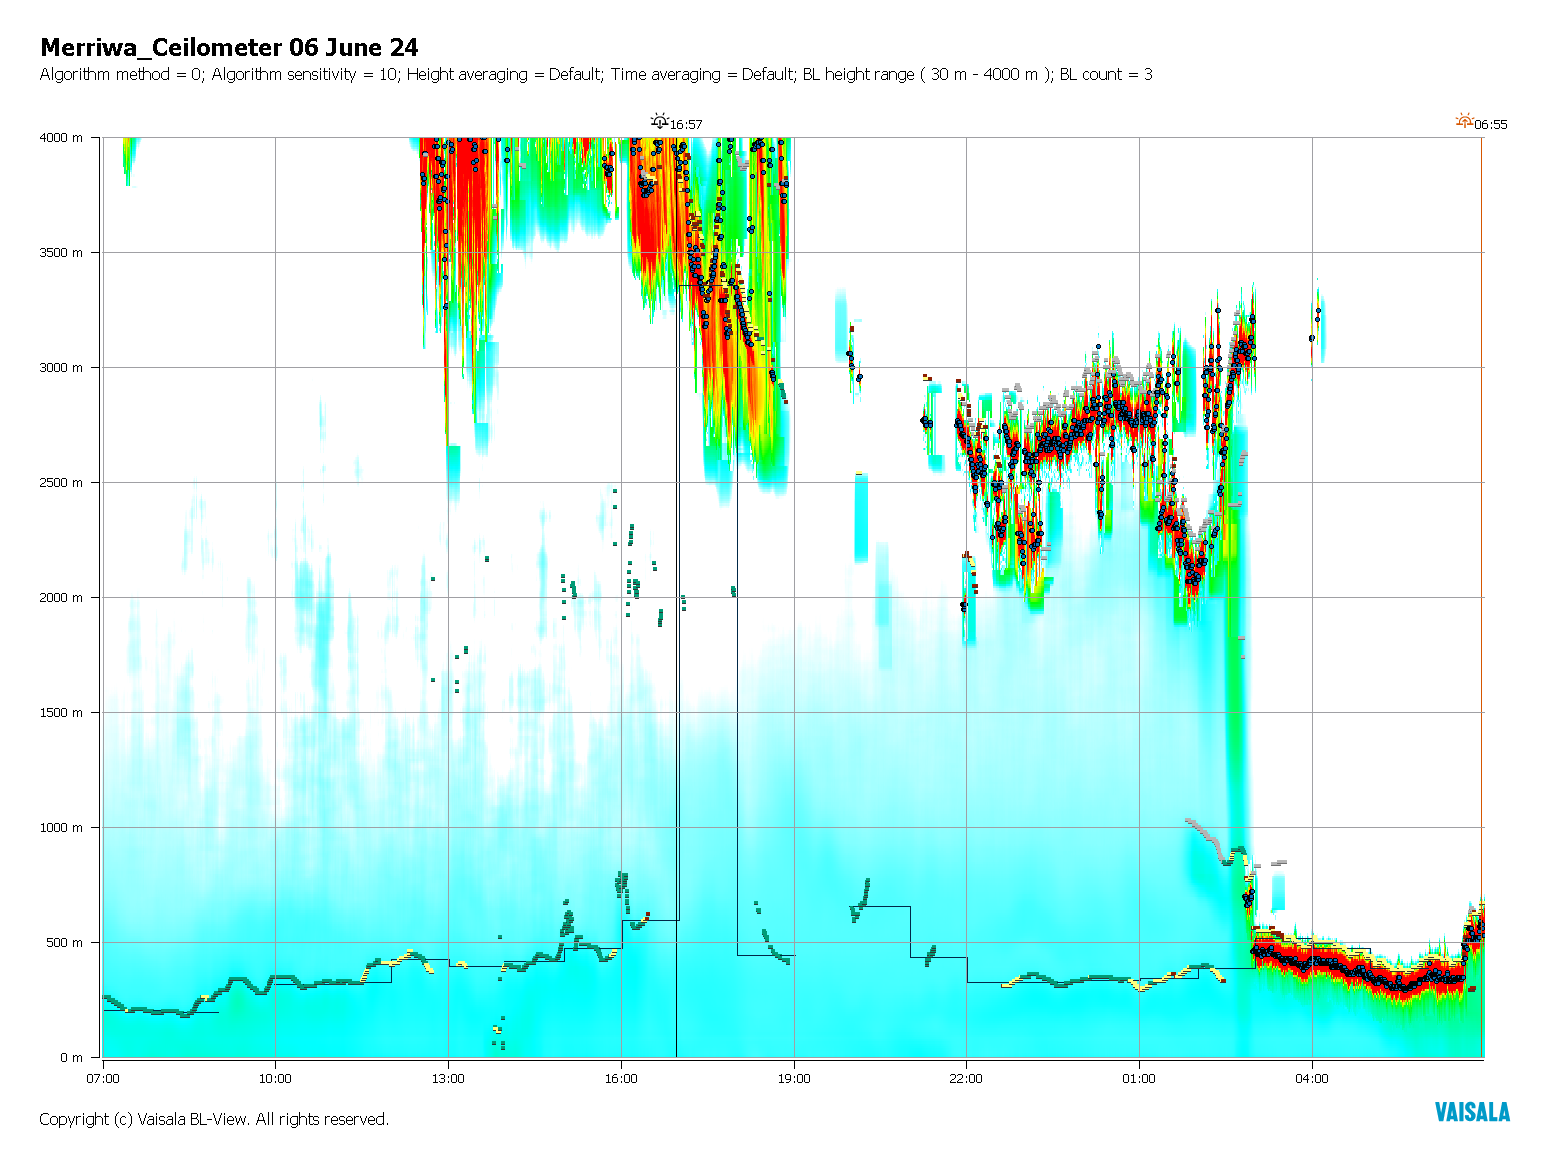 Merriwa_Ceilometer 06 June 24
Algorithm method = 0; Algorithm sensitivity = 10; Height averaging = Default; Time averaging = Default; BL height range ( 30 m - 4000 m ); BL count = 3
16:57
06:55
4000 m
3500 m
3000 m
2500 m
2000 m
1500 m
1000 m
500 m
0 m
07:00 10:00 13:00 16:00 19:00 22:00 01:00 04:00
Copyright (c) Vaisala BL-View. All rights reserved.
VAISALA